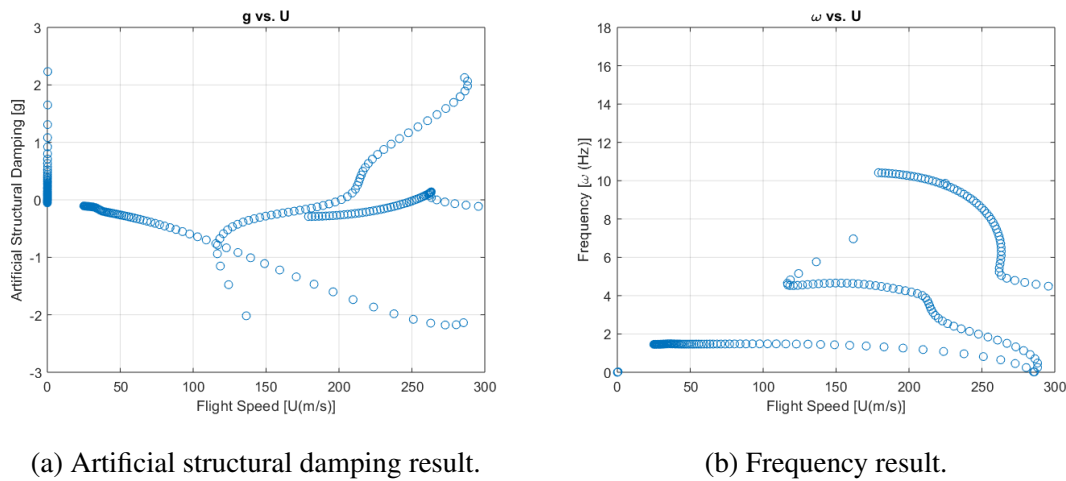 g vs. U
3
2
1
0
-1
-2
-3
Artificial Structural Damping [g]
0 50 100 150 200 250 300
Flight Speed [U(m/s)]
ω vs. U
18
16
14
12
10
8
6
4
2
0
Frequency [ω (Hz)]
0 50 100 150 200 250 300
Flight Speed [U(m/s)]
(a) Artificial structural damping result.
(b) Frequency result.